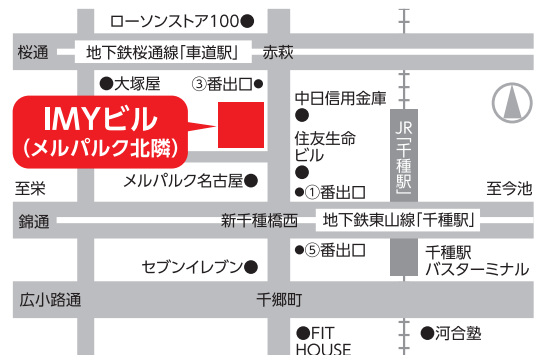 ローソンストア100●
桜通
地下鉄桜通線｢車道駅｣
赤萩
●大塚屋
③番出口●
IMYビル
(メルパルク北隣)
中日信用金庫
●
住友生命
ビル
●
JR｢千種駅｣
メルパルク名古屋●
●①番出口
至栄
至今池
錦通
新千種橋西
地下鉄東山線｢千種駅｣
●⑤番出口
セブンイレブン●
千種駅
バスターミナル
広小路通
千郷町
●FIT
HOUSE
●河合塾